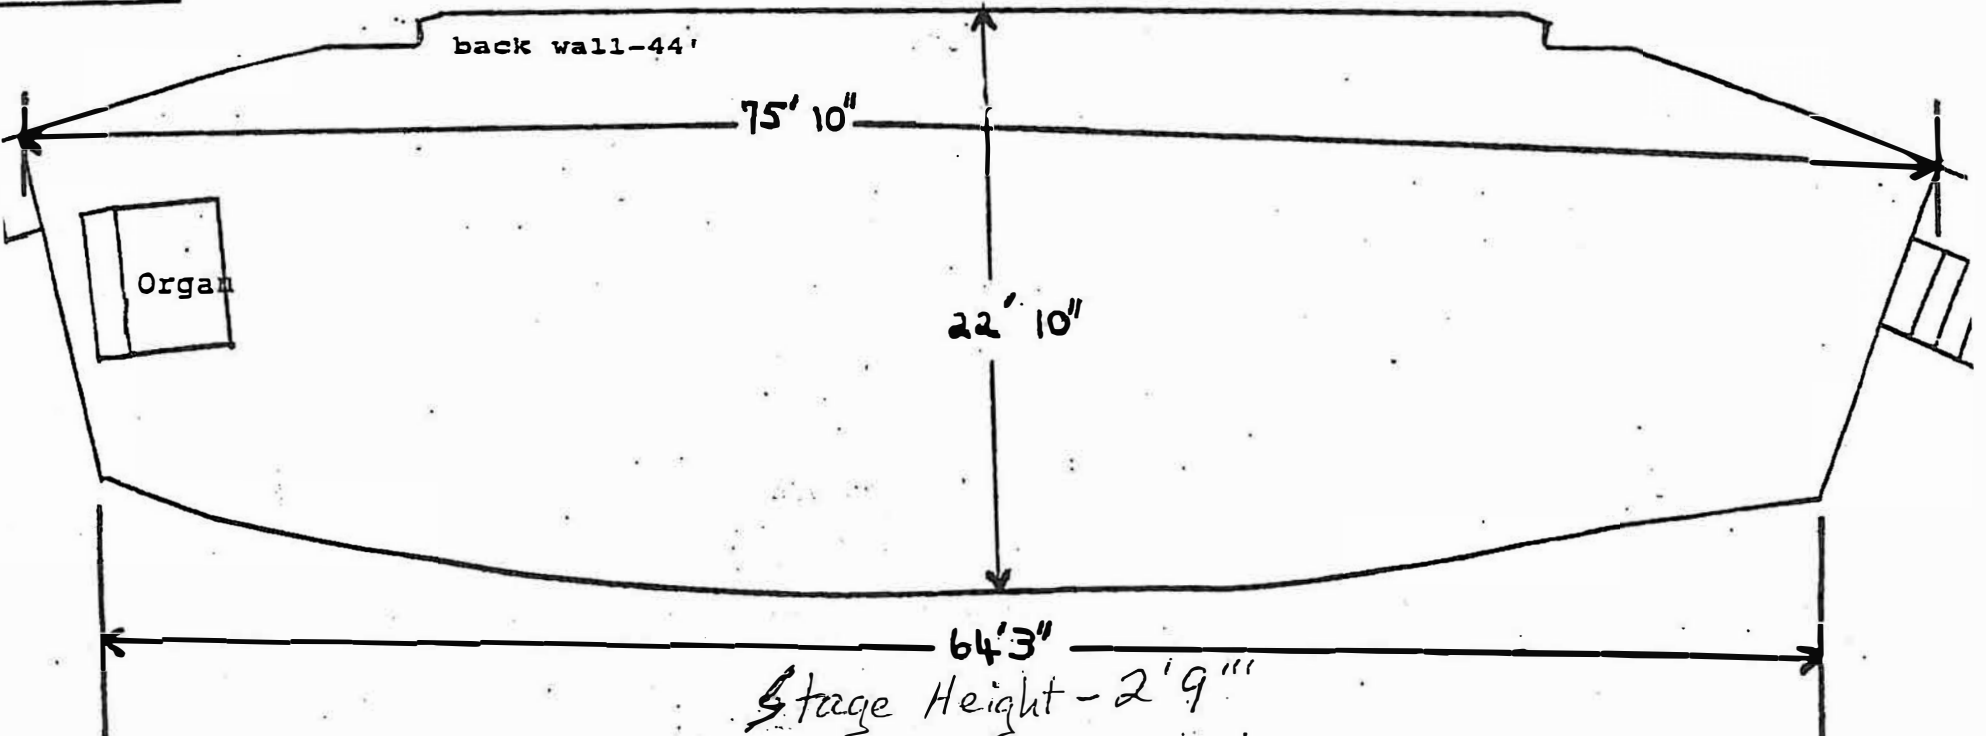 back wall-44'
75' 10"
Organ
22' 10"
64'3"
Stage Height - 2'9'''